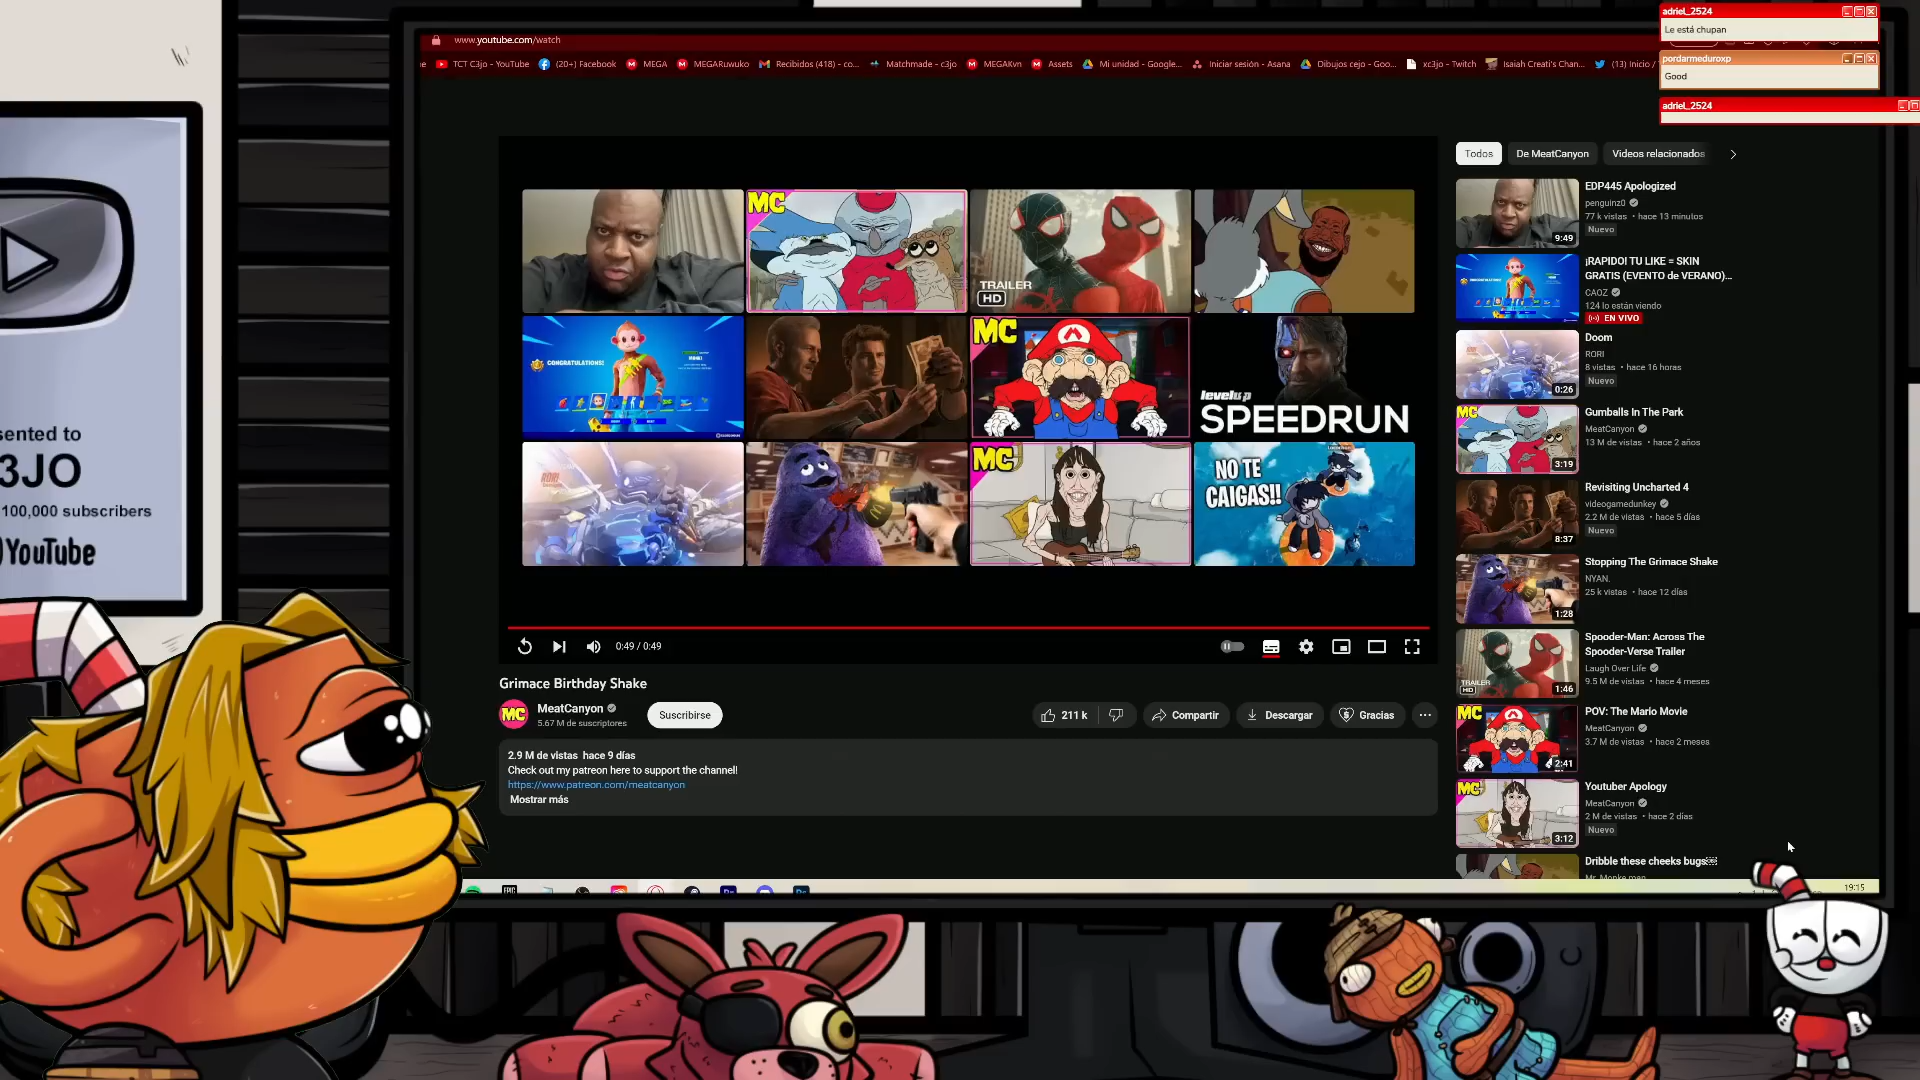 adriel_2524
Le está chupan
pordarmeduroxp
Good
adriel_2524
www.youtube.com/watch
TCT C3jo - YouTube
(20+) Facebook
MEGA
MEGARuwuko
Recibidos (418) - co...
Matchmade - c3jo
MEGAKvn
Assets
Mi unidad - Google...
Iniciar sesión - Asana
Dibujos cejo - Goo...
xc3jo - Twitch
Isaiah Creati's Chan...
(13) Inicio /
sented to
3JO
100,000 subscribers
YouTube
MC
TRAILER
HD
CONGRATULATIONS!
MC
levelup
SPEEDRUN
RORI
MC
NO TE
CAIGAS!!
0:49 / 0:49
Grimace Birthday Shake
MC
MeatCanyon
5.67 M de suscriptores
Suscribirse
211 k
Compartir
Descargar
Gracias
2.9 M de vistas hace 9 días
Check out my patreon here to support the channel!
https://www.patreon.com/meatcanyon
Mostrar más
Todos
De MeatCanyon
Videos relacionados
EDP445 Apologized
penguinz0
77 k vistas • hace 13 minutos
Nuevo
9:49
¡RAPIDO! TU LIKE = SKIN
GRATIS (EVENTO de VERANO)...
CAOZ
124 lo están viendo
EN VIVO
Doom
RORI
8 vistas • hace 16 horas
Nuevo
0:26
MC
Gumballs In The Park
MeatCanyon
13 M de vistas • hace 2 años
3:19
Revisiting Uncharted 4
videogamedunkey
2.2 M de vistas • hace 5 días
Nuevo
8:37
Stopping The Grimace Shake
NYAN.
25 k vistas • hace 12 días
1:28
Spooder-Man: Across The
Spooder-Verse Trailer
Laugh Over Life
9.5 M de vistas • hace 4 meses
TRAILER
HD
1:46
MC
POV: The Mario Movie
MeatCanyon
3.7 M de vistas • hace 2 meses
2:41
MC
Youtuber Apology
MeatCanyon
2 M de vistas • hace 2 días
Nuevo
3:12
Dribble these cheeks bugs
Mr. Monke man
EPIC
Pr
Ps
19:15